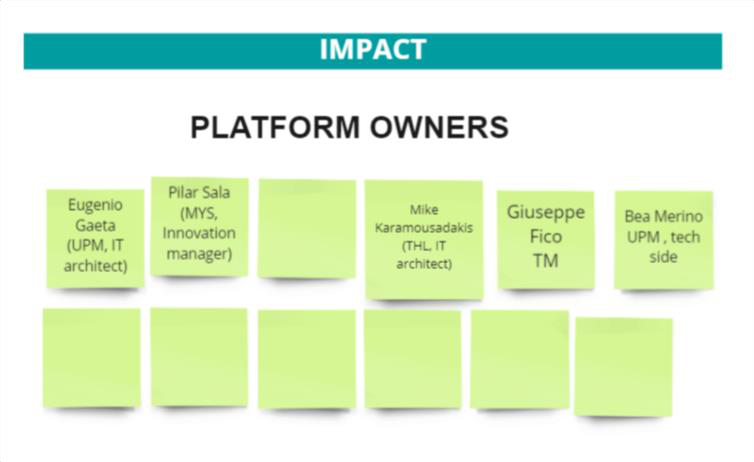 IMPACT
PLATFORM OWNERS
Eugenio
Gaeta
(UPM, IT
architect)
Pilar Sala
(MYS,
Innovation
manager)
Mike
Karamousadakis
(THL, IT
architect)
Giuseppe
Fico
TM
Bea Merino
UPM , tech
side